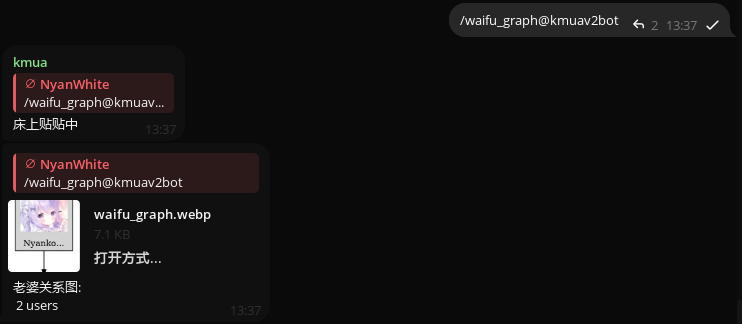 /waifu_graph@kmuav2bot 2 13:37
kmua
∅ NyanWhite
/waifu_graph@kmuav...
床上贴贴中
13:37
∅ NyanWhite
/waifu_graph@kmuav2bot
waifu_graph.webp
7.1 KB
Nyanko...
打开方式...
老婆关系图:
2 users
13:37